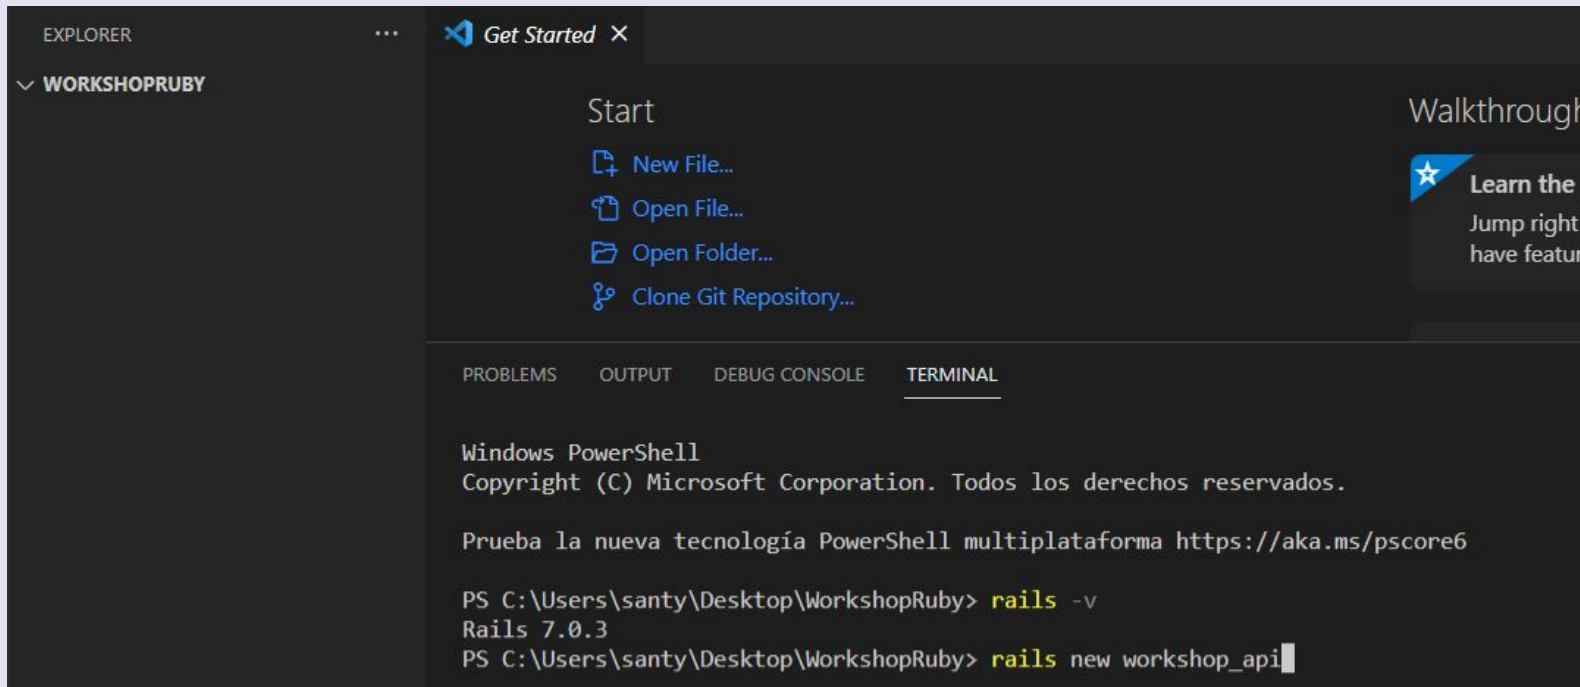 EXPLORER
WORKSHOPRUBY
Get Started
Start
New File...
Open File...
Open Folder...
Clone Git Repository...
Learn the
Jump right
PROBLEMS OUTPUT DEBUG CONSOLE TERMINAL
Windows PowerShell
Copyright (C) Microsoft Corporation. Todos los derechos reservados.
Prueba la nueva tecnología PowerShell multiplataforma https://aka.ms/pscore6
PS C:\Users\santy\Desktop\WorkshopRuby> rails -v
Rails 7.0.3
PS C:\Users\santy\Desktop\WorkshopRuby> rails new workshop_api